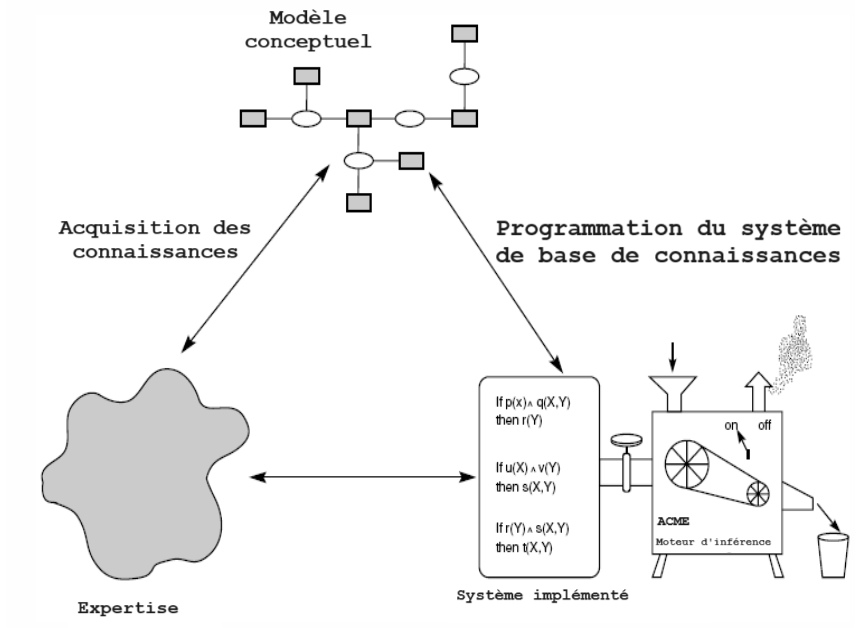 Modèle
conceptuel
Acquisition des
connaissances
Programmation du système
de base de connaissances
If p(x)∧ q(X,Y)
then r(Y)
If u(X) ∧ v(Y)
then s(X,Y)
If r(Y)∧ s(X,Y)
then t(X,Y)
on off
ACME
Moteur d'inférence
Système implémenté
Expertise